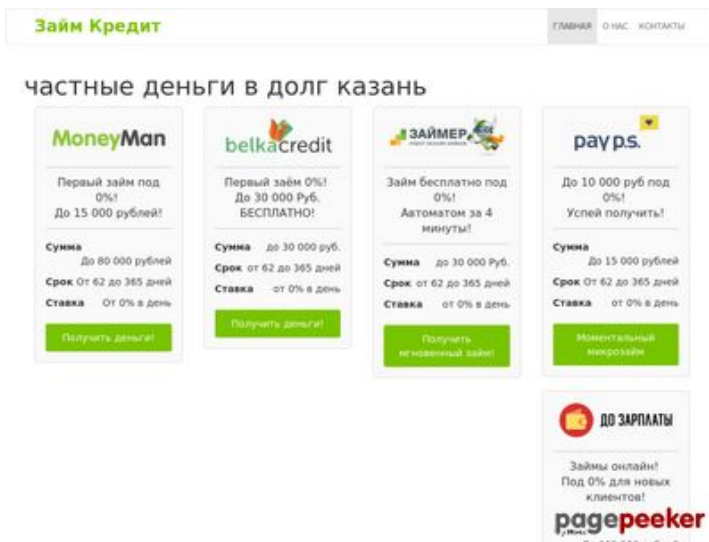 Займ Кредит
ГЛАВНАЯ О НАС КОНТАКТЫ
частные деньги в долг казань
MoneyMan
Первый займ под
0%!
До 15 000 рублей!
Сумма
До 80 000 рублей
Срок От 62 до 365 дней
Ставка От 0% в день
Получить деньги!
belkacredit
Первый заём 0%!
До 30 000 Руб.
БЕСПЛАТНО!
Сумма до 30 000 руб.
Срок от 62 до 365 дней
Ставка от 0% в день
Получить деньги!
ЗАЙМЕР
Займ бесплатно под
0%!
Автоматом за 4
минуты!
Сумма до 30 000 Руб.
Срок от 62 до 365 дней
Ставка от 0% в день
Получить
мгновенный займ!
pay p.s.
До 10 000 руб под
0%!
Успей получить!
Сумма
До 15 000 рублей
Срок От 62 до 365 дней
Ставка от 0% в день
Моментальный
микрозайм
ДО ЗАРПЛАТЫ
Займы онлайн!
Под 0% для новых
клиентов!
pagepeeker